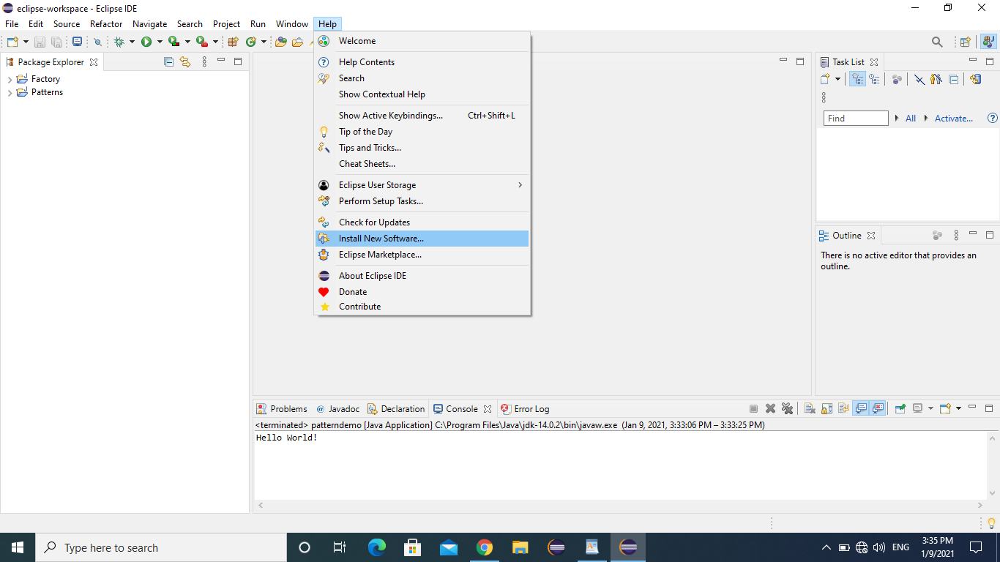 eclipse-workspace - Eclipse IDE
File Edit Source Refactor Navigate Search Project Run Window Help
Package Explorer
Factory
Patterns
Welcome
Help Contents
Search
Show Contextual Help
Show Active Keybindings... Ctrl+Shift+L
Tip of the Day
Tips and Tricks...
Cheat Sheets...
Eclipse User Storage
Perform Setup Tasks...
Check for Updates
Install New Software...
Eclipse Marketplace...
About Eclipse IDE
Donate
Contribute
Task List
Find All Activate...
Outline
There is no active editor that provides an
outline.
Problems Javadoc Declaration Console Error Log
<terminated> patterndemo [Java Application] C:\Program Files\Java\jdk-14.0.2\bin\javaw.exe (Jan 9, 2021, 3:33:06 PM – 3:33:25 PM)
Hello World!
Type here to search
ENG
3:35 PM
1/9/2021